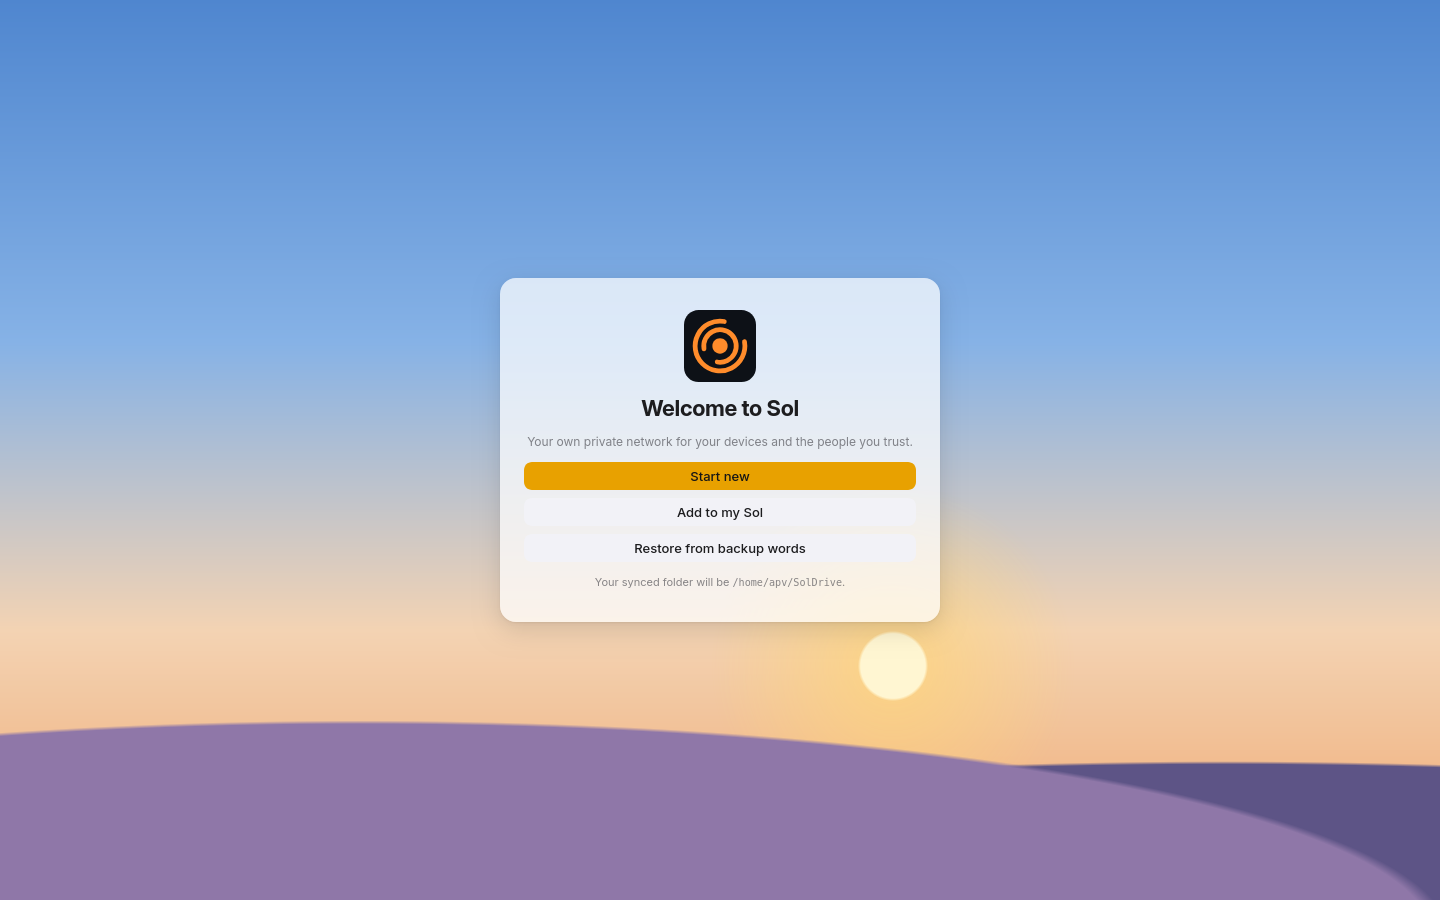 Welcome to Sol
Your own private network for your devices and the people you trust.
Start new
Add to my Sol
Restore from backup words
Your synced folder will be /home/apv/SolDrive.